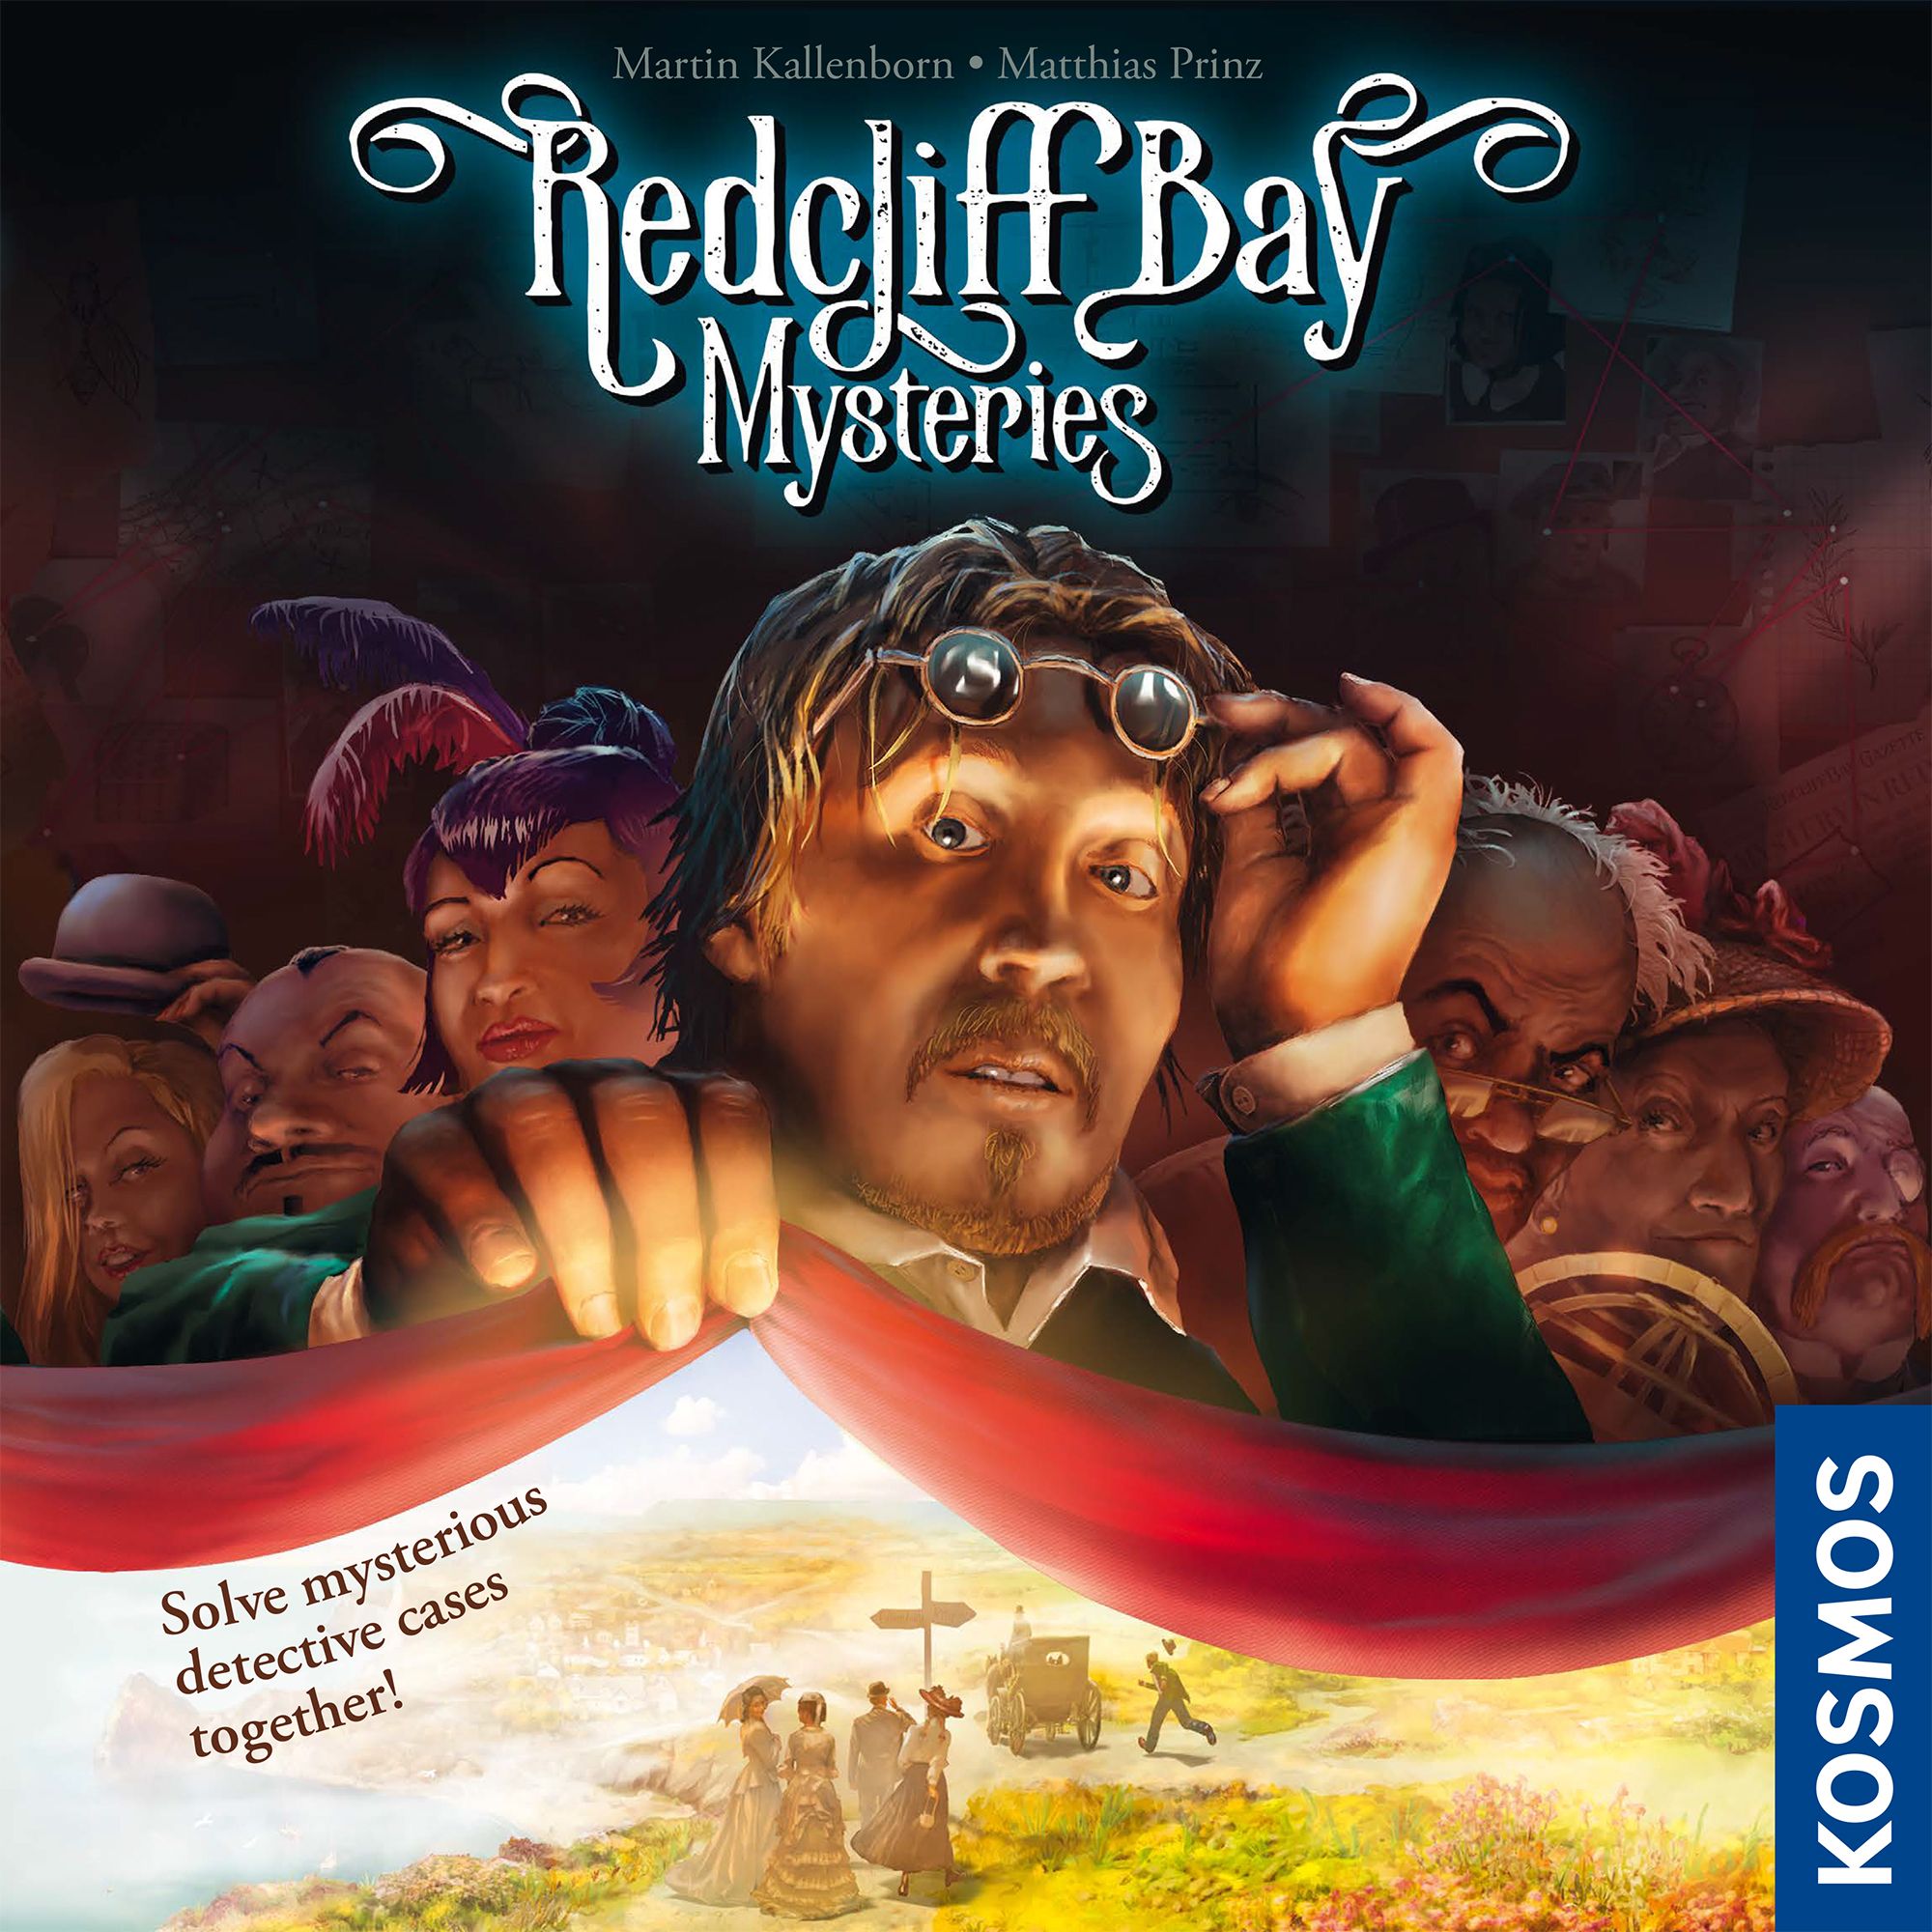 Martin Kallenborn • Matthias Prinz
Redcliff Bay
Mysteries
Solve mysterious
detective cases
together!
KOSMOS